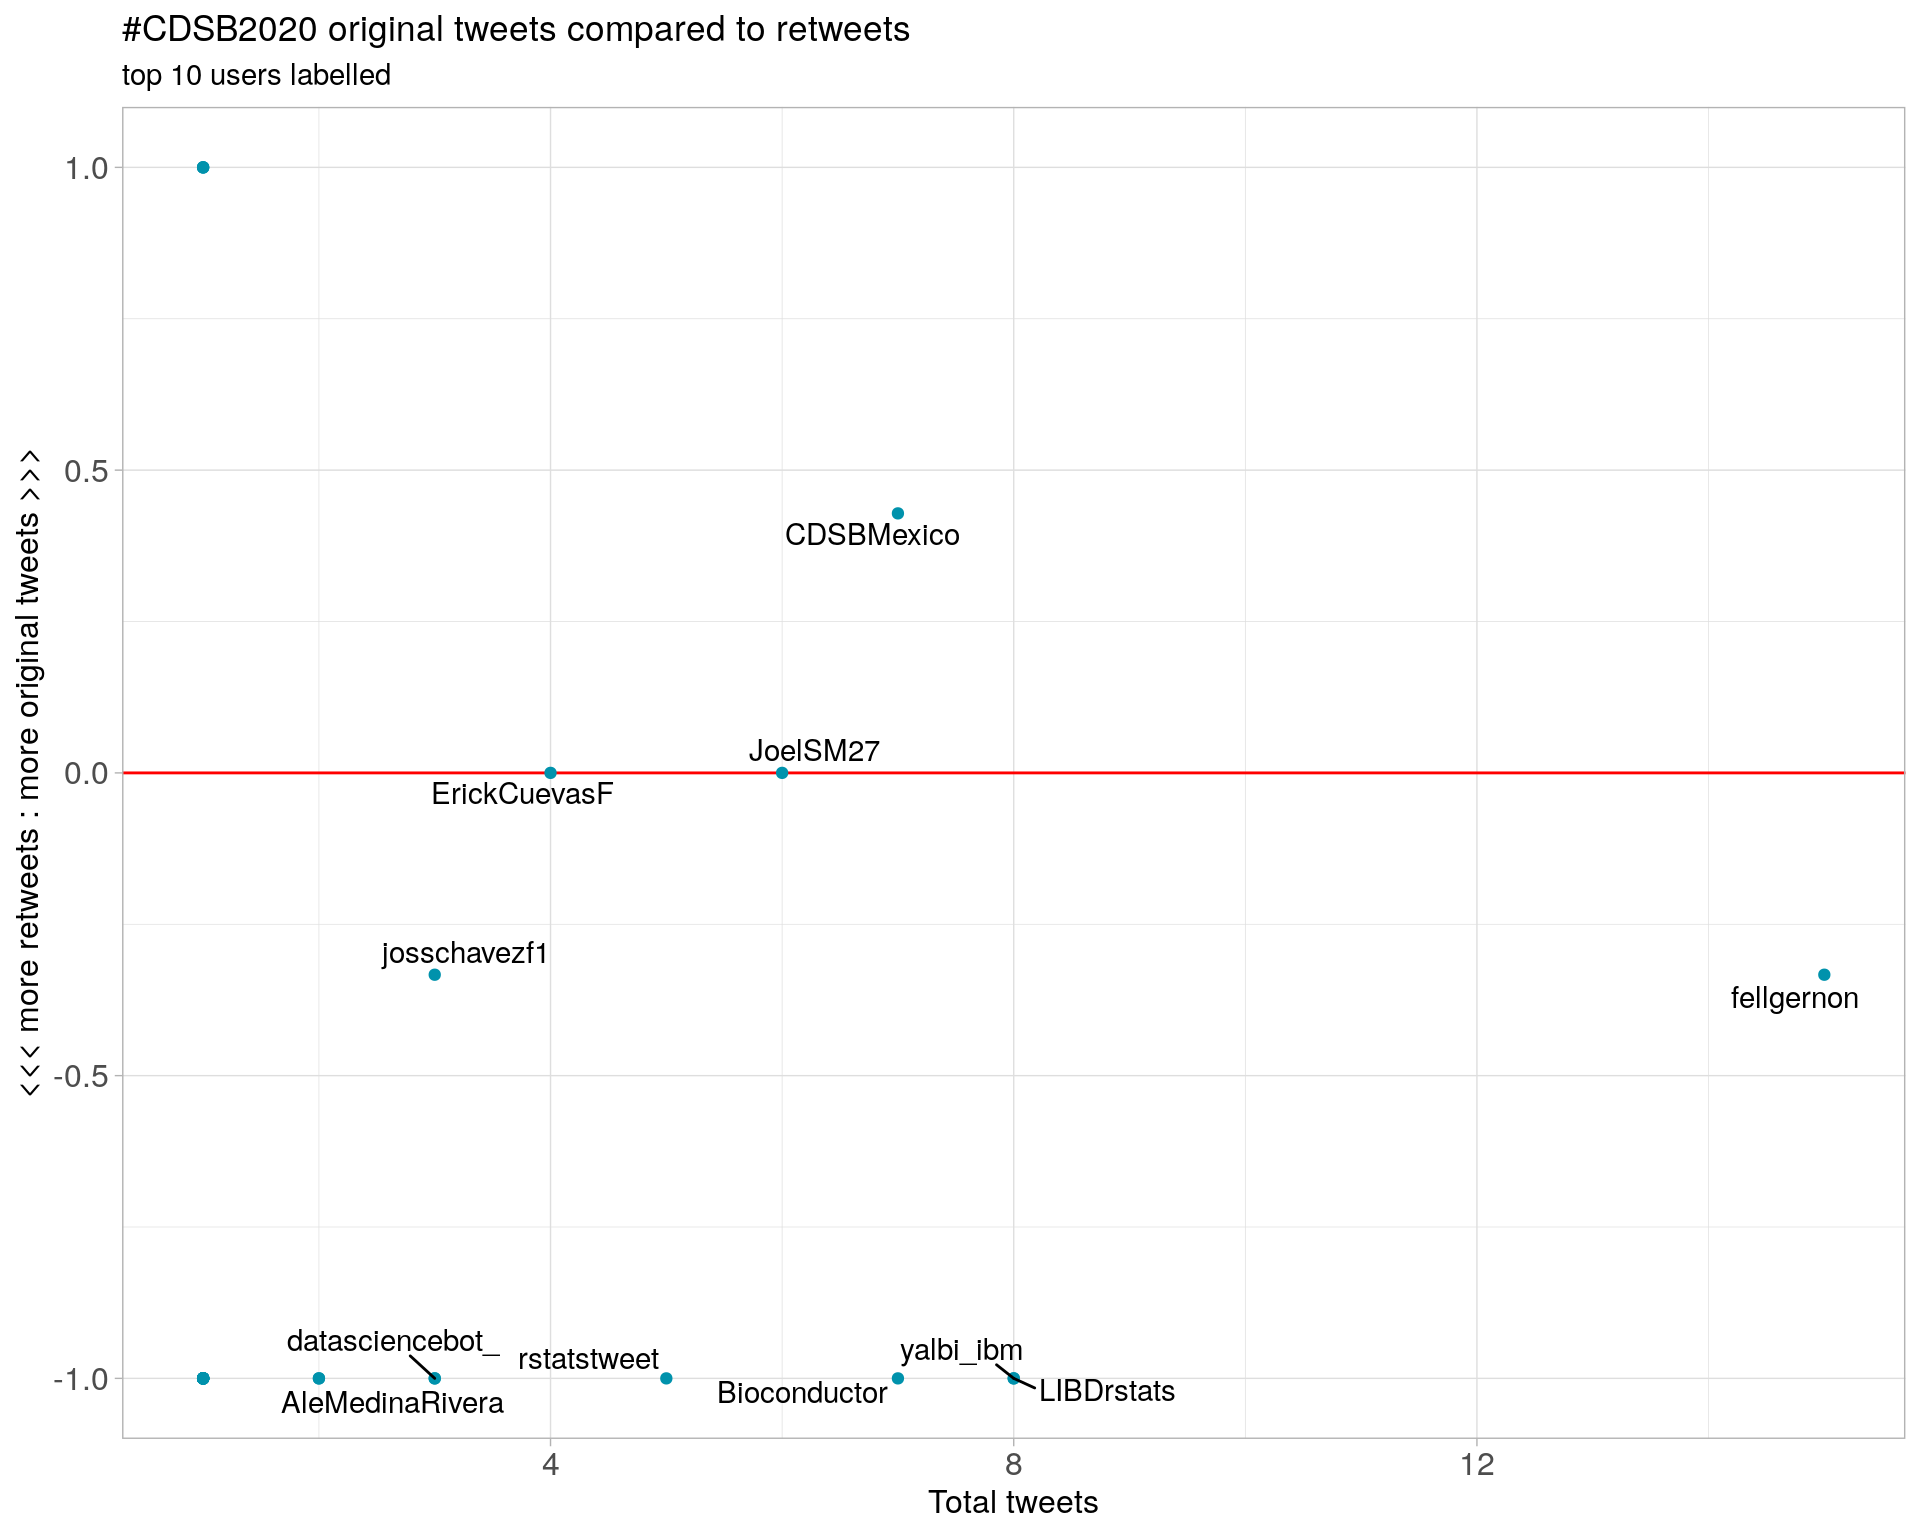 #CDSB2020 original tweets compared to retweets
top 10 users labelled
<<< more retweets : more original tweets >>>
1.0
0.5
CDSBMexico
JoelSM27
0.0
ErickCuevasF
josschavezf1
fellgernon
-0.5
datasciencebot_
yalbi_ibm
rstatstweet
-1.0
Bioconductor
LIBDrstats
AleMedinaRivera
4
8
12
Total tweets